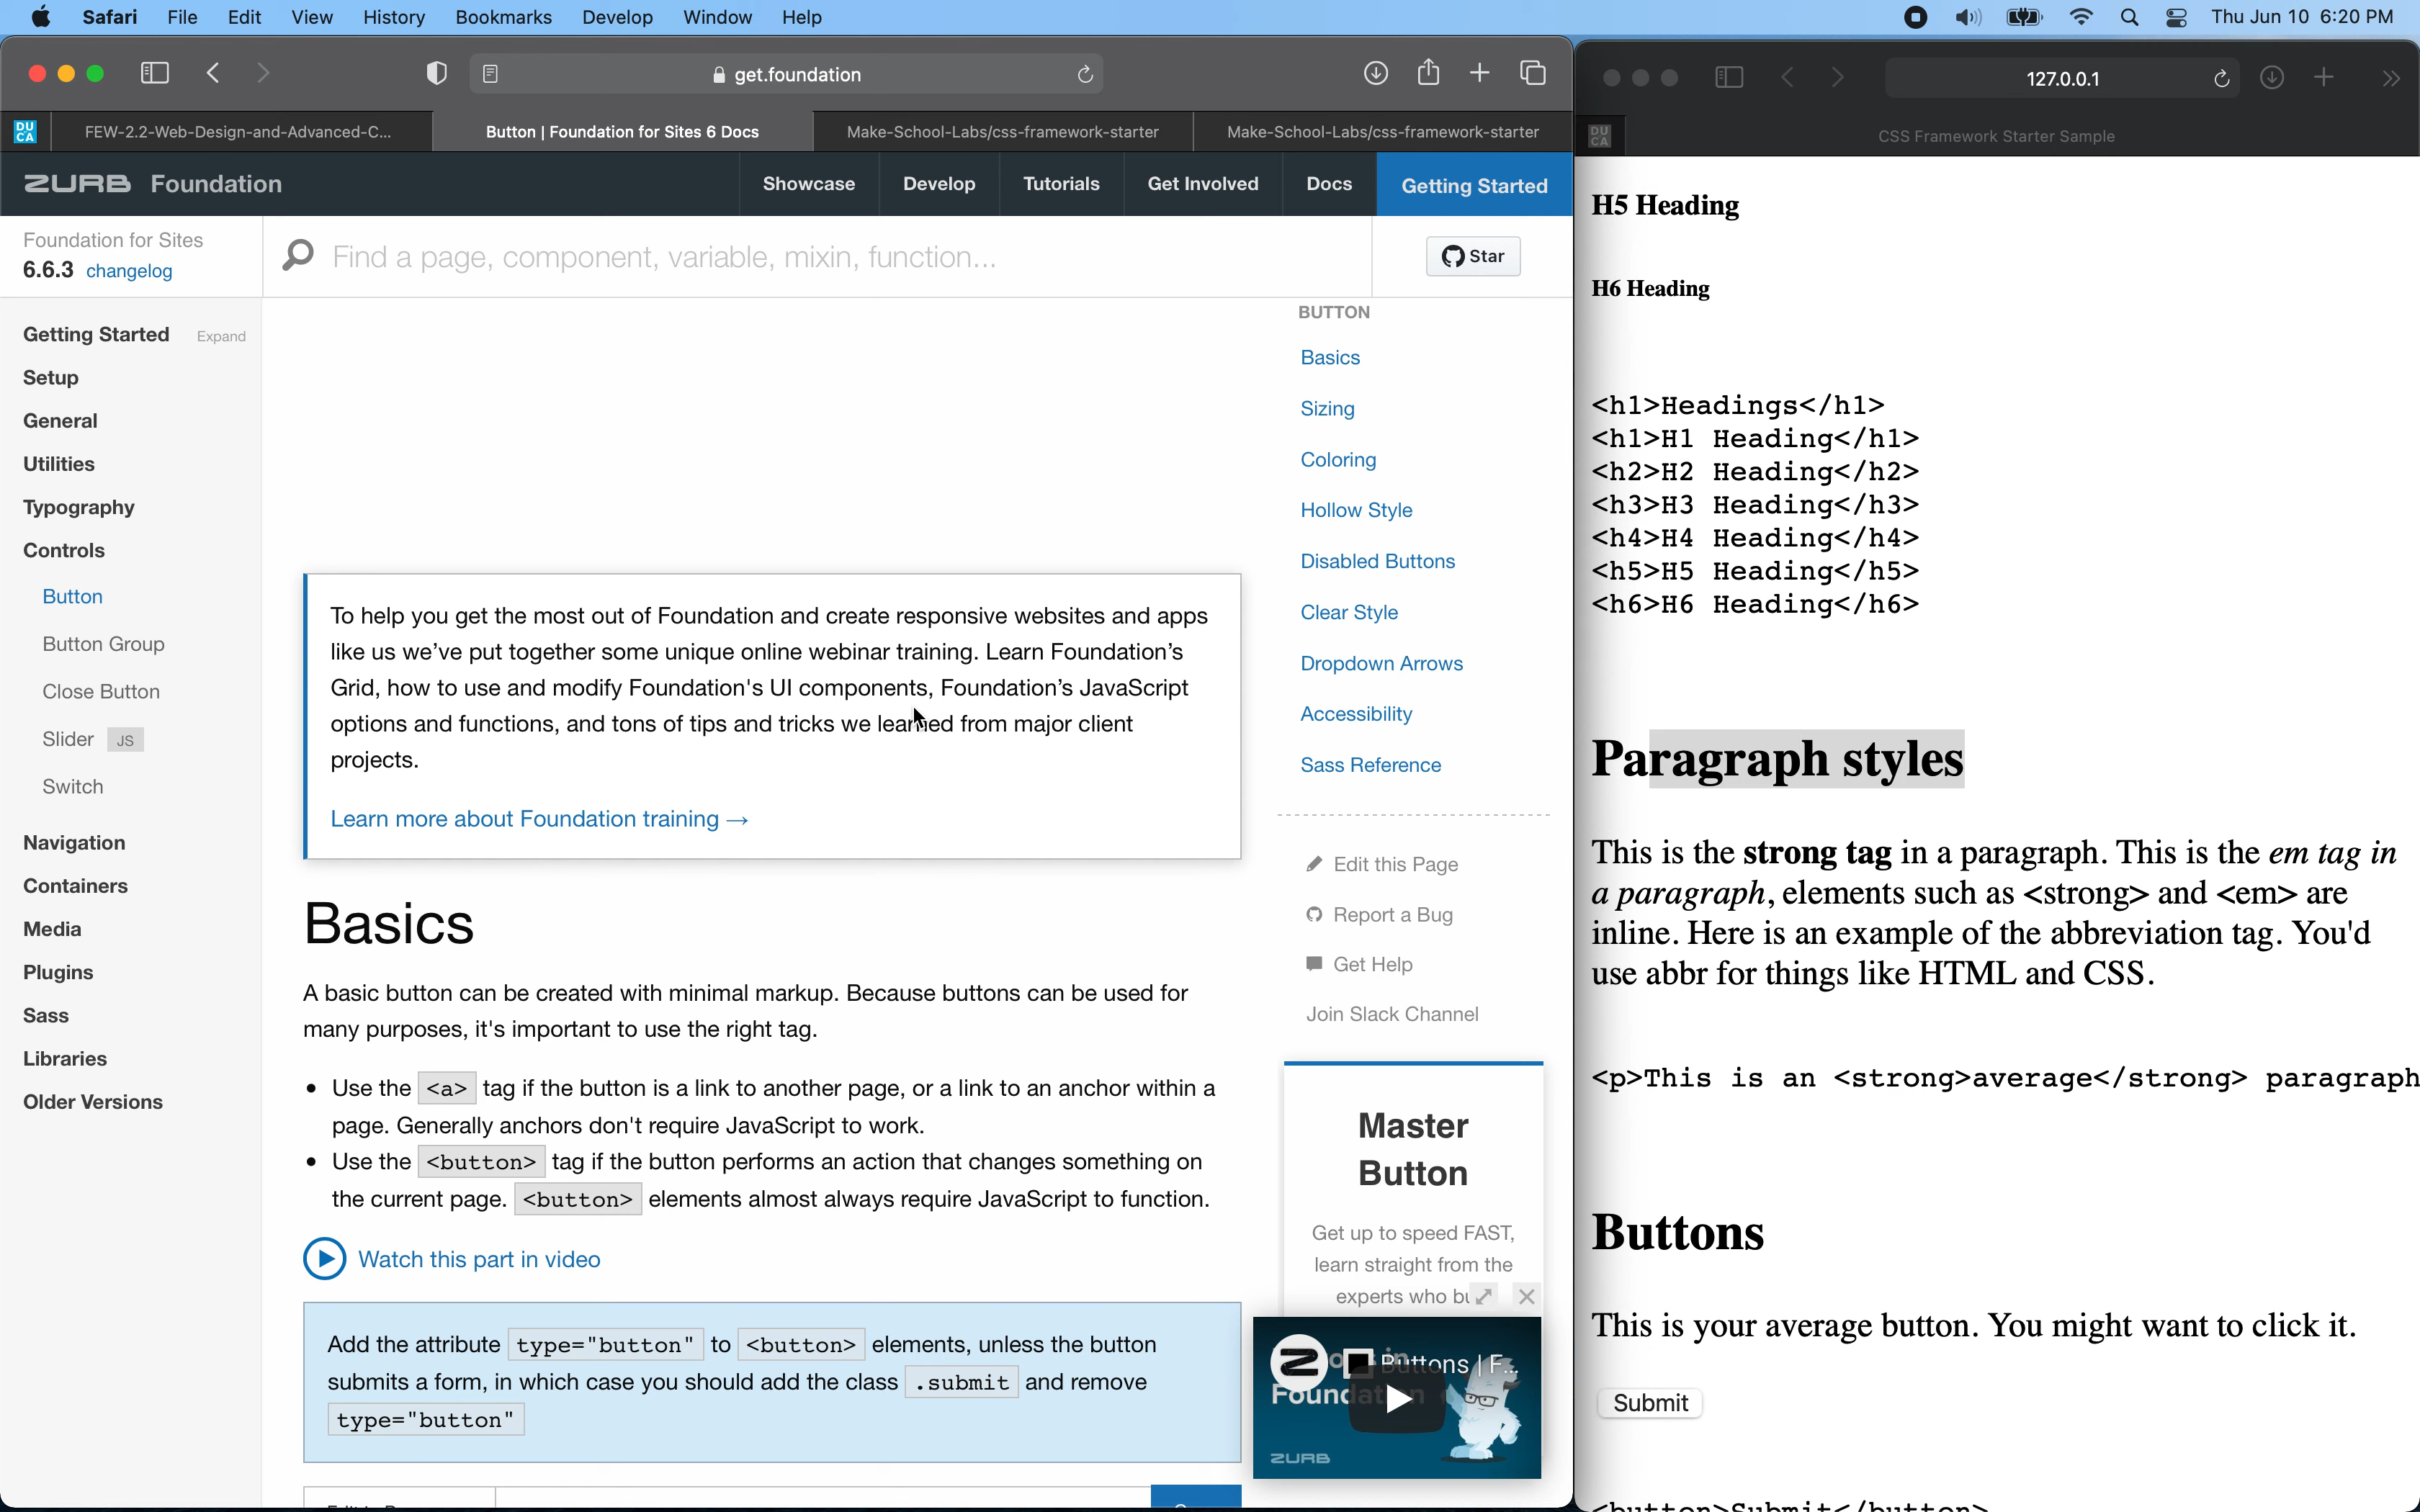 Safari File Edit View History Bookmarks Develop Window Help
Thu Jun 10 6:20 PM
get.foundation
DU
CA
FEW-2.2-Web-Design-and-Advanced-C...
Button | Foundation for Sites 6 Docs
Make-School-Labs/css-framework-starter
Make-School-Labs/css-framework-starter
ZURB Foundation
Showcase
Develop
Tutorials
Get Involved
Docs
Getting Started
Foundation for Sites
6.6.3 changelog
Find a page, component, variable, mixin, function...
Star
Getting Started Expand
Setup
General
Utilities
Typography
Controls
Button
Button Group
Close Button
Slider JS
Switch
Navigation
Containers
Media
Plugins
Sass
Libraries
Older Versions
To help you get the most out of Foundation and create responsive websites and apps
like us we've put together some unique online webinar training. Learn Foundation's
Grid, how to use and modify Foundation's UI components, Foundation's JavaScript
options and functions, and tons of tips and tricks we learned from major client
projects.
Learn more about Foundation training →
Basics
A basic button can be created with minimal markup. Because buttons can be used for
many purposes, it's important to use the right tag.
• Use the <a> tag if the button is a link to another page, or a link to an anchor within a
page. Generally anchors don't require JavaScript to work.
• Use the <button> tag if the button performs an action that changes something on
the current page. <button> elements almost always require JavaScript to function.
Watch this part in video
Add the attribute type="button" to <button> elements, unless the button
submits a form, in which case you should add the class .submit and remove
type="button"
BUTTON
Basics
Sizing
Coloring
Hollow Style
Disabled Buttons
Clear Style
Dropdown Arrows
Accessibility
Sass Reference
Edit this Page
Report a Bug
Get Help
Join Slack Channel
Master
Button
Get up to speed FAST,
learn straight from the
experts who bu
Buttons | F...
Foundation
ZURB
127.0.0.1
DU
CA
CSS Framework Starter Sample
H5 Heading
H6 Heading
<h1>Headings</h1>
<h1>H1 Heading</h1>
<h2>H2 Heading</h2>
<h3>H3 Heading</h3>
<h4>H4 Heading</h4>
<h5>H5 Heading</h5>
<h6>H6 Heading</h6>
Paragraph styles
This is the strong tag in a paragraph. This is the em tag in
a paragraph, elements such as <strong> and <em> are
inline. Here is an example of the abbreviation tag. You'd
use abbr for things like HTML and CSS.
<p>This is an <strong>average</strong> paragraph
Buttons
This is your average button. You might want to click it.
Submit
<button>Submit</button>